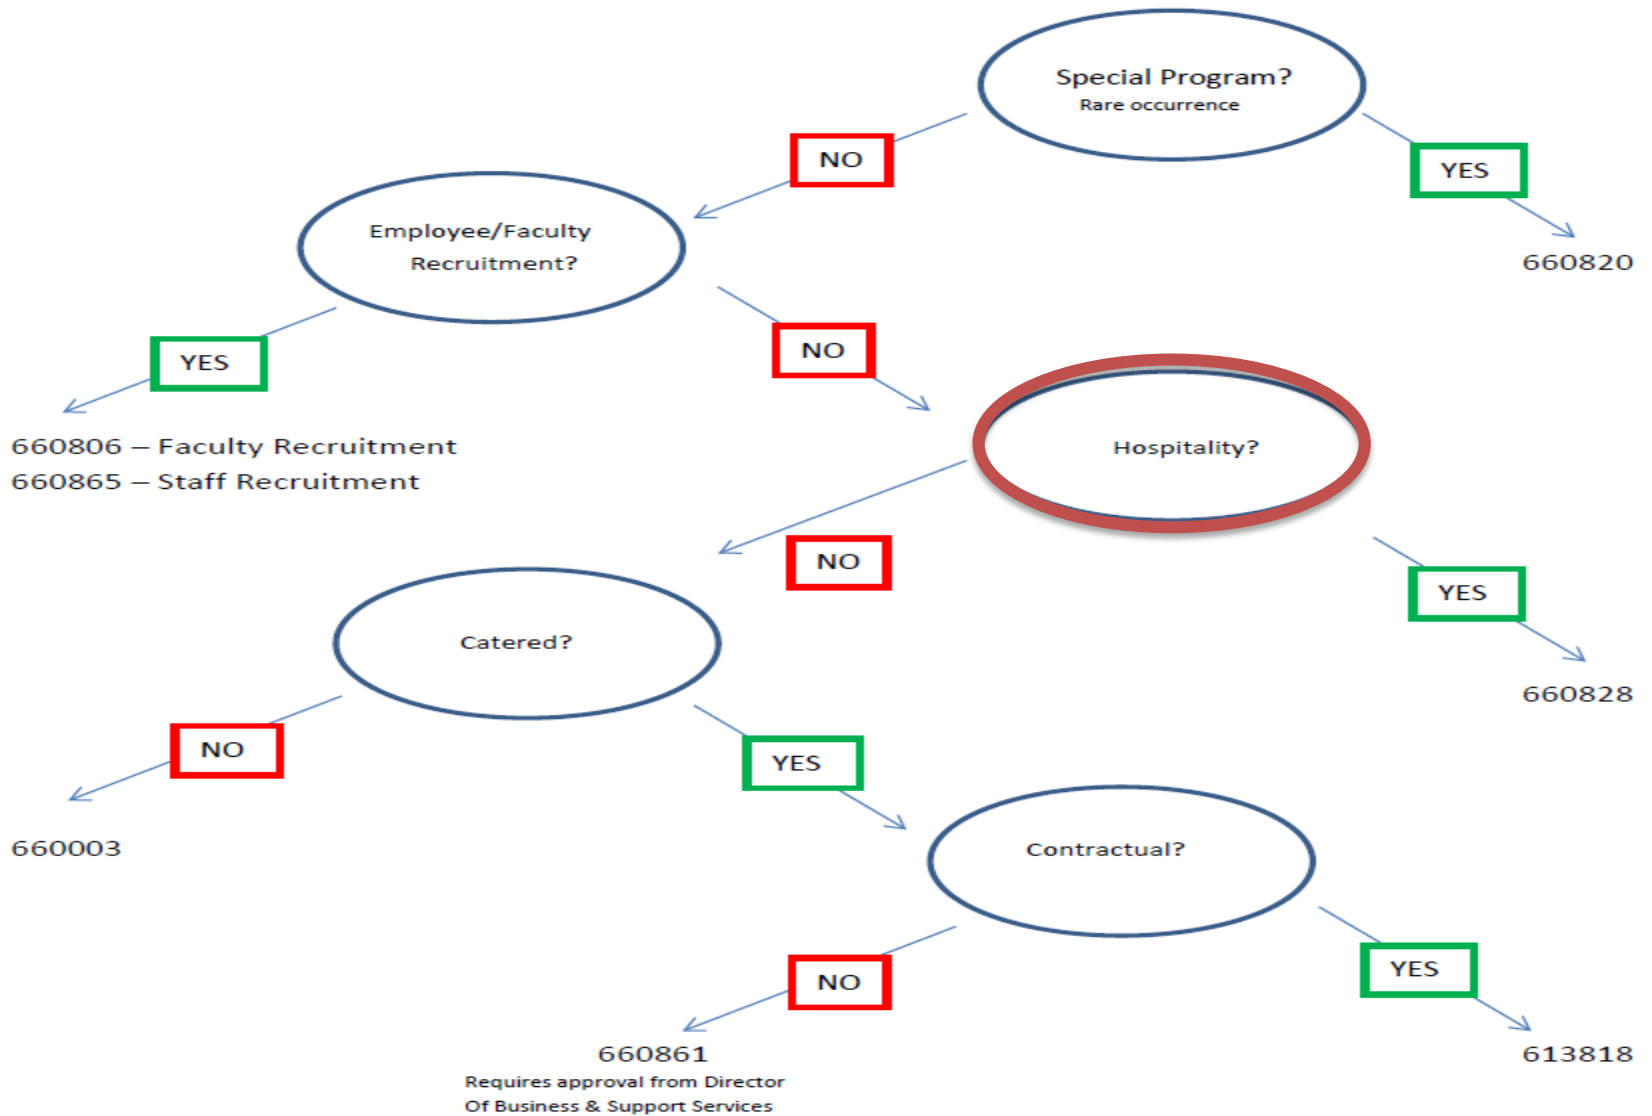 Special Program?
Rare occurrence
NO
YES
660820
Employee/Faculty
Recruitment?
YES
NO
660806 – Faculty Recruitment
660865 – Staff Recruitment
Hospitality?
NO
YES
660828
Catered?
NO
YES
660003
Contractual?
NO
YES
660861
Requires approval from Director
Of Business & Support Services
613818